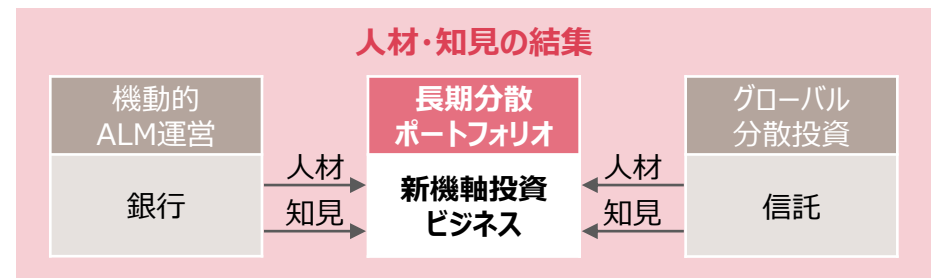 人材・知見の結集
機動的
ALM運営
銀行
人材
知見
長期分散
ポートフォリオ
新機軸投資
ビジネス
人材
知見
グローバル
分散投資
信託